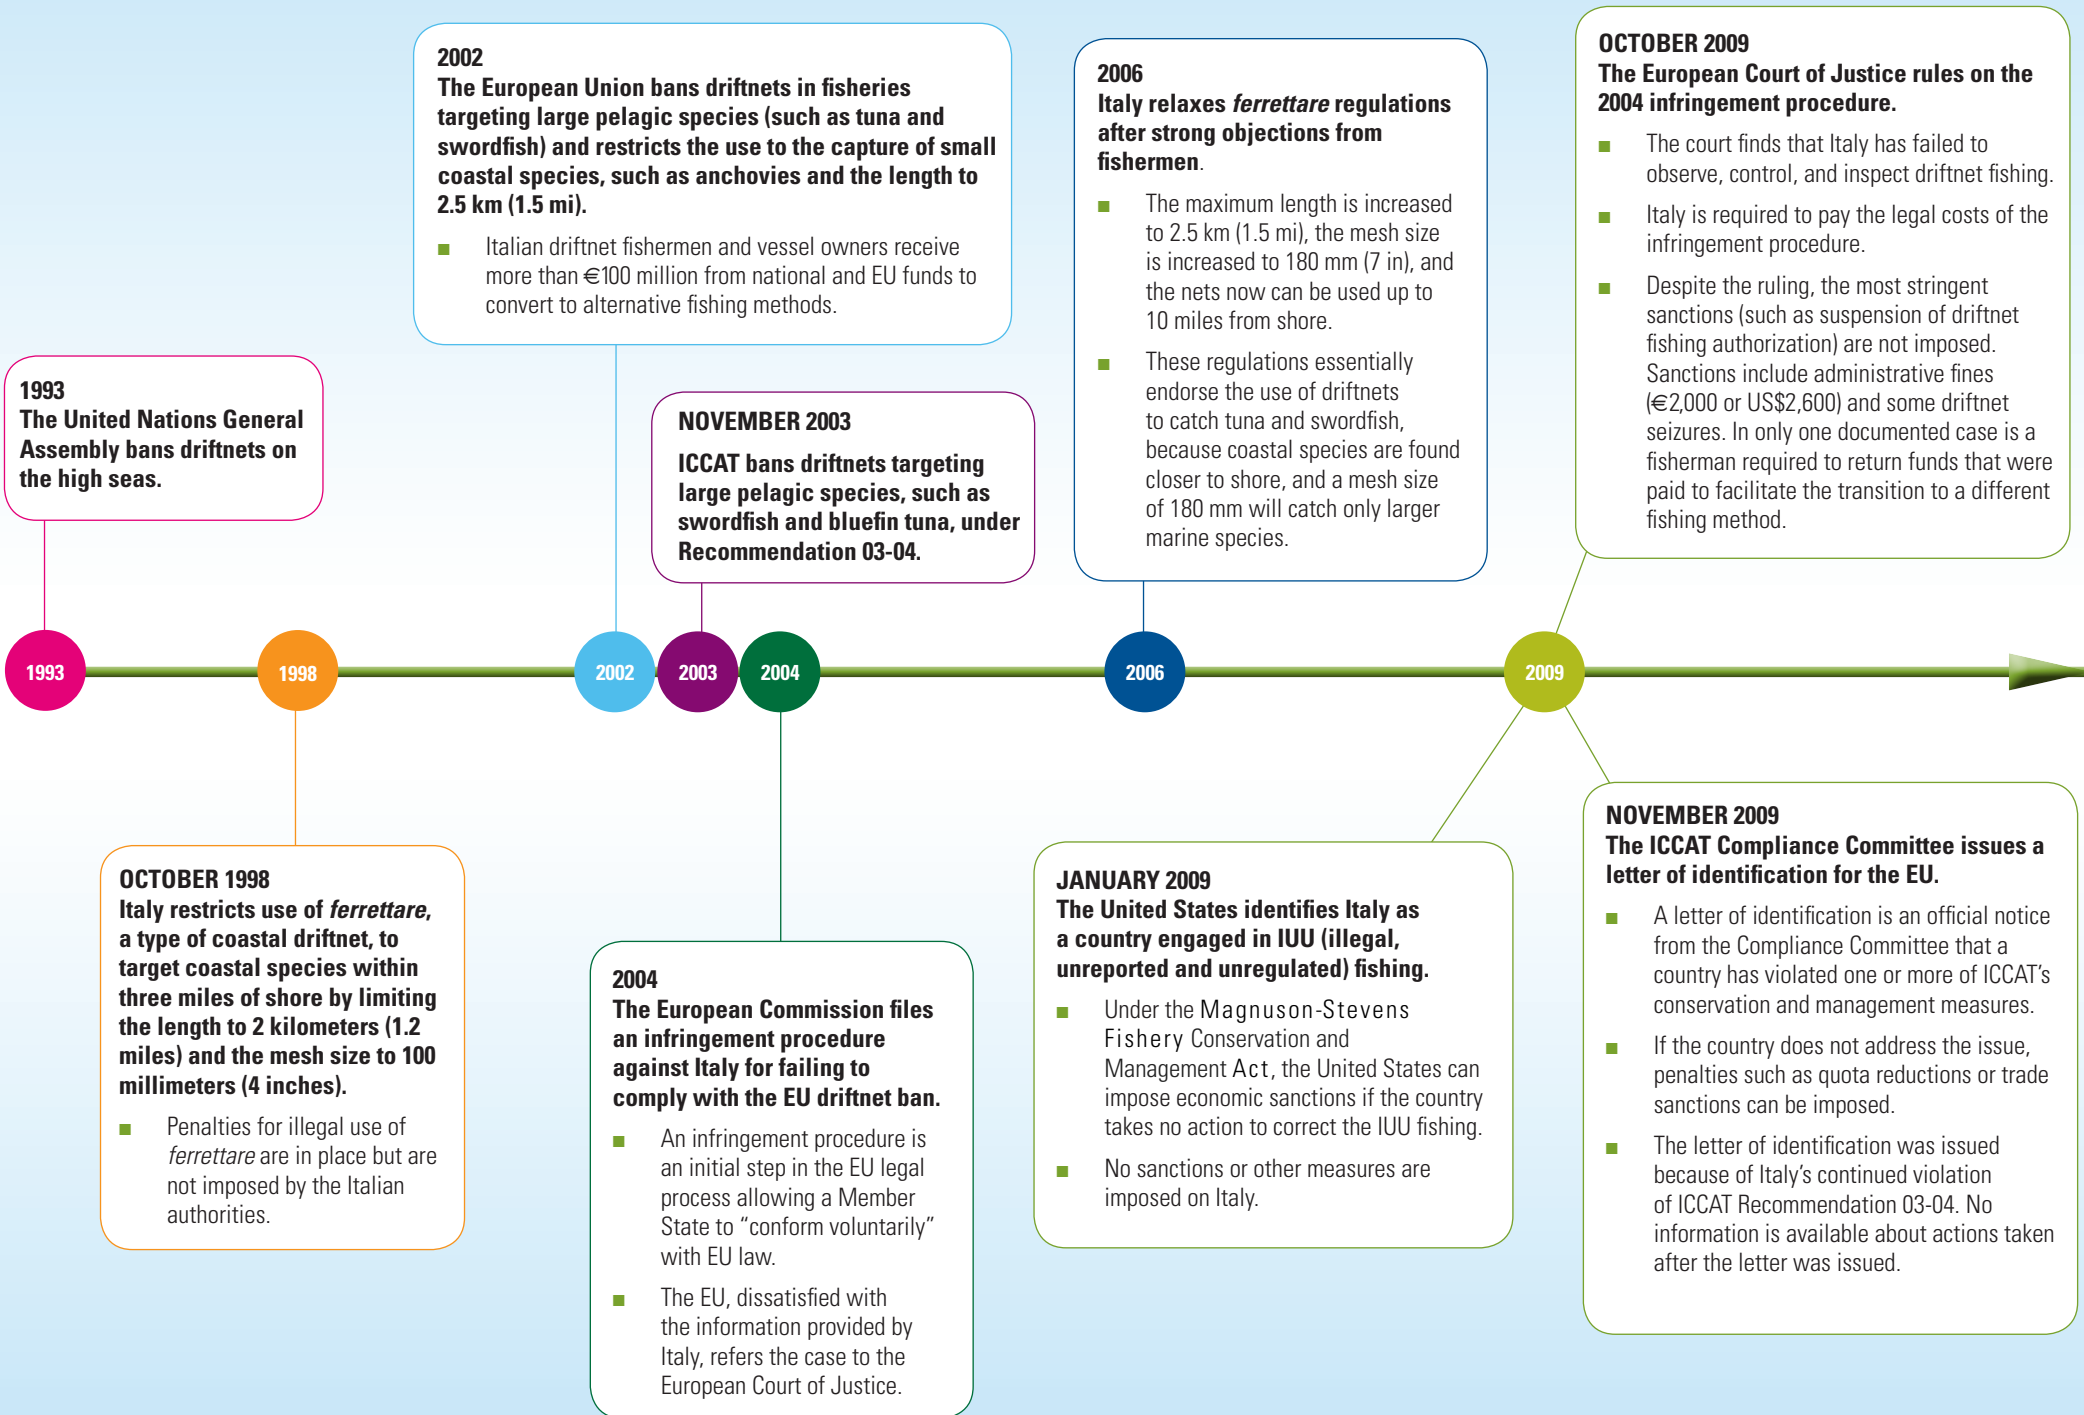 1993
The United Nations General
Assembly bans driftnets on
the high seas.
OCTOBER 1998
Italy restricts use of ferrettare,
a type of coastal driftnet, to
target coastal species within
three miles of shore by limiting
the length to 2 kilometers (1.2
miles) and the mesh size to 100
millimeters (4 inches).
■ Penalties for illegal use of
ferrettare are in place but are
not imposed by the Italian
authorities.
2002
The European Union bans driftnets in fisheries
targeting large pelagic species (such as tuna and
swordfish) and restricts the use to the capture of small
coastal species, such as anchovies and the length to
2.5 km (1.5 mi).
■ Italian driftnet fishermen and vessel owners receive
more than €100 million from national and EU funds to
convert to alternative fishing methods.
NOVEMBER 2003
ICCAT bans driftnets targeting
large pelagic species, such as
swordfish and bluefin tuna, under
Recommendation 03-04.
2004
The European Commission files
an infringement procedure
against Italy for failing to
comply with the EU driftnet ban.
■ An infringement procedure is
an initial step in the EU legal
process allowing a Member
State to “conform voluntarily”
with EU law.
■ The EU, dissatisfied with
the information provided by
Italy, refers the case to the
European Court of Justice.
2006
Italy relaxes ferrettare regulations
after strong objections from
fishermen.
■ The maximum length is increased
to 2.5 km (1.5 mi), the mesh size
is increased to 180 mm (7 in), and
the nets now can be used up to
10 miles from shore.
■ These regulations essentially
endorse the use of driftnets
to catch tuna and swordfish,
because coastal species are found
closer to shore, and a mesh size
of 180 mm will catch only larger
marine species.
JANUARY 2009
The United States identifies Italy as
a country engaged in IUU (illegal,
unreported and unregulated) fishing.
■ Under the Magnuson-Stevens
Fishery Conservation and
Management Act, the United States can
impose economic sanctions if the country
takes no action to correct the IUU fishing.
■ No sanctions or other measures are
imposed on Italy.
OCTOBER 2009
The European Court of Justice rules on the
2004 infringement procedure.
■ The court finds that Italy has failed to
observe, control, and inspect driftnet fishing.
■ Italy is required to pay the legal costs of the
infringement procedure.
■ Despite the ruling, the most stringent
sanctions (such as suspension of driftnet
fishing authorization) are not imposed.
Sanctions include administrative fines
(€2,000 or US$2,600) and some driftnet
seizures. In only one documented case is a
fisherman required to return funds that were
paid to facilitate the transition to a different
fishing method.
NOVEMBER 2009
The ICCAT Compliance Committee issues a
letter of identification for the EU.
■ A letter of identification is an official notice
from the Compliance Committee that a
country has violated one or more of ICCAT’s
conservation and management measures.
■ If the country does not address the issue,
penalties such as quota reductions or trade
sanctions can be imposed.
■ The letter of identification was issued
because of Italy’s continued violation
of ICCAT Recommendation 03-04. No
information is available about actions taken
after the letter was issued.
1993
1998
2002
2003
2004
2006
2009